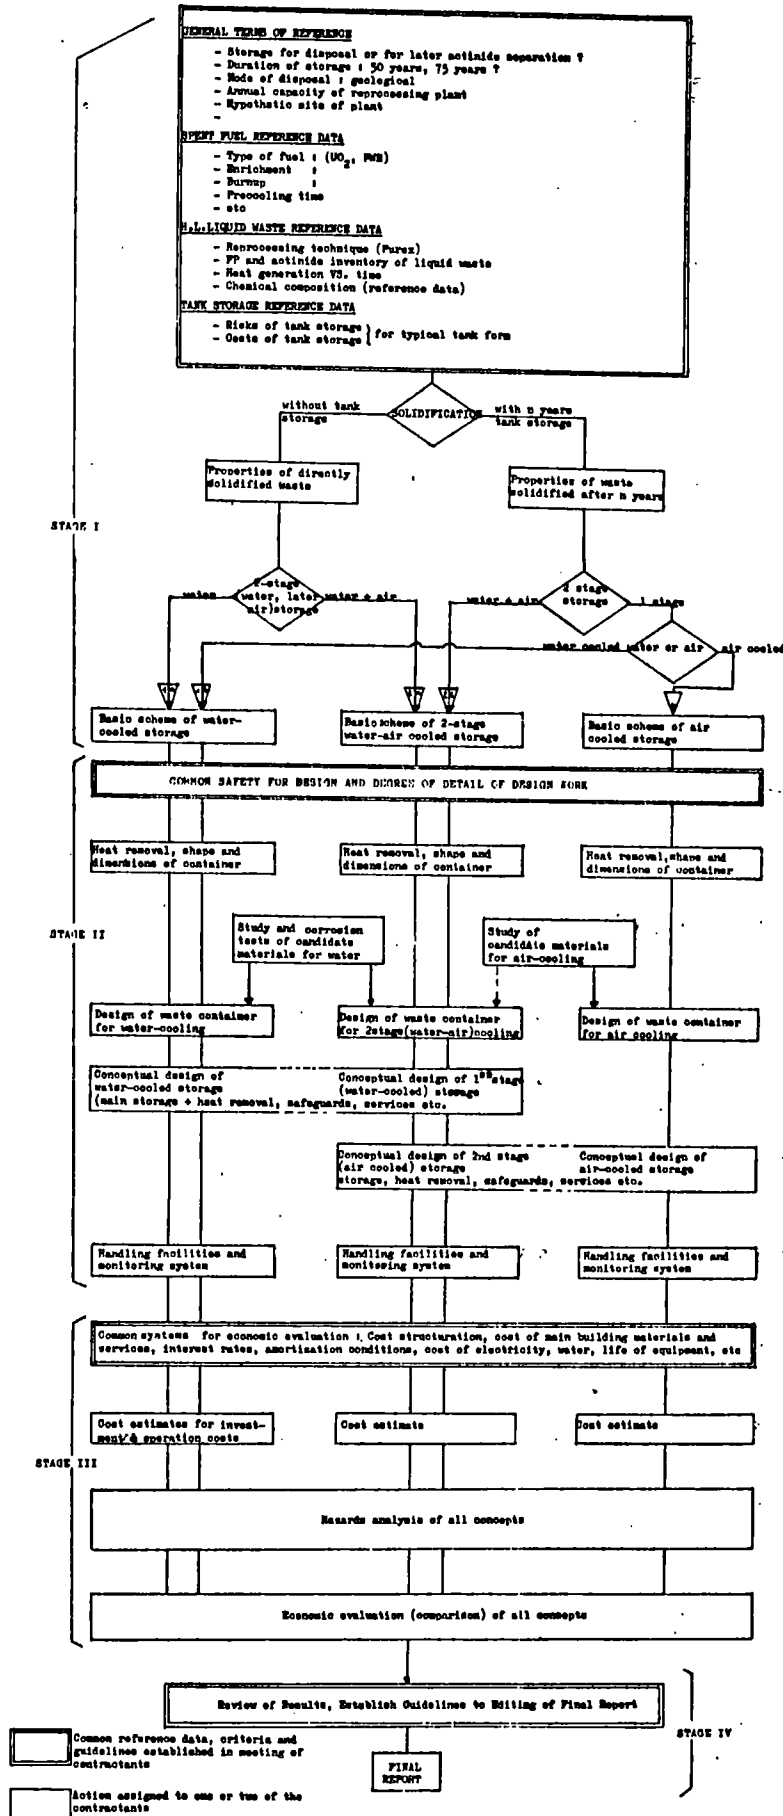 GENERAL TERMS OF REFERENCE
- Storage for disposal or for later actinide separation ?
- Duration of storage : 50 years, 75 years ?
- Mode of disposal : geological
- Annual capacity of reprocessing plant
- Hypothetic site of plant
-
SPENT FUEL REFERENCE DATA
- Type of fuel : (UO2, PWR)
- Enrichment :
- Burnup :
- Precooling time
- etc
H.L.LIQUID WASTE REFERENCE DATA
- Reprocessing technique (Purex)
- FP and actinide inventory of liquid waste
- Heat generation VS. time
- Chemical composition (reference data)
TANK STORAGE REFERENCE DATA
- Risks of tank storage
- Costs of tank storage } for typical tank form
without tank
storage
SOLIDIFICATION
with n years
tank storage
Properties of directly
solidified waste
Properties of waste
solidified after n years
STAGE I
water
2-stage
(water, later
air)storage
water + air
water + air
2 stage
storage
1 stage
water cooled
water or air
air cooled
Basic scheme of water-
cooled storage
Basic scheme of 2-stage
water-air cooled storage
Basic scheme of air
cooled storage
COMMON SAFETY FOR DESIGN AND DEGREE OF DETAIL OF DESIGN WORK
Heat removal, shape and
dimensions of container
Heat removal, shape and
dimensions of container
Heat removal,shape and
dimensions of container
STAGE II
Study and corrosion
tests of candidate
materials for water
Study of
candidate materials
for air-cooling
Design of waste container
for water-cooling
Design of waste container
for 2stage(water-air)cooling
Design of waste container
for air cooling
Conceptual design of
water-cooled storage
(main storage + heat removal, safeguards, services etc.
Conceptual design of 1st stage
(water-cooled) storage
Conceptual design of 2nd stage
(air cooled) storage
storage, heat removal, safeguards, services etc.
Conceptual design of
air-cooled storage
Handling facilities and
monitoring system
Handling facilities and
monitoring system
Handling facilities and
monitoring system
Common systems for economic evaluation : Cost structuration, cost of main building materials and
services, interest rates, amortization conditions, cost of electricity, water, life of equipment, etc
Cost estimates for invest-
ment/& operation costs
Cost estimate
Cost estimate
STAGE III
Hazards analysis of all concepts
Economic evaluation (comparison) of all concepts
Review of Results, Establish Guidelines to Editing of Final Report
STAGE IV
FINAL
REPORT
Common reference data, criteria and
guidelines established in meeting of
contractants
Action assigned to one or two of the
contractants